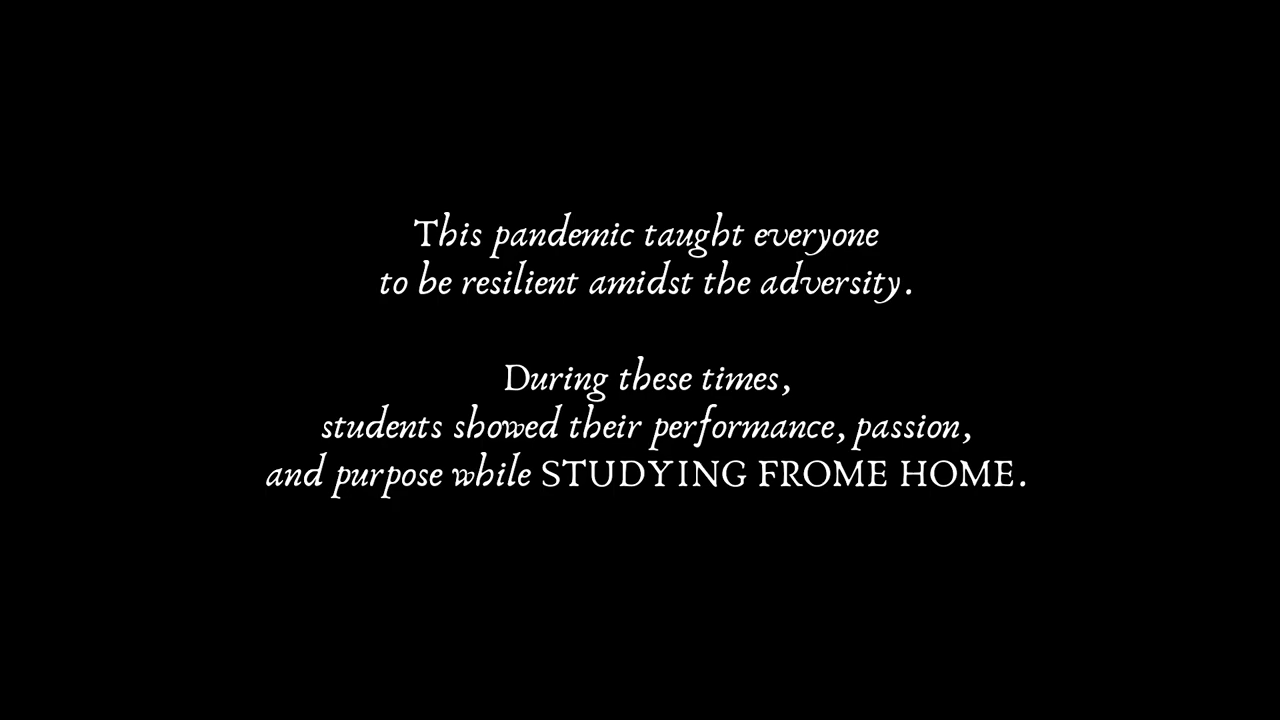 This pandemic taught everyone
to be resilient amidst the adversity.
During these times,
students showed their performance, passion,
and purpose while STUDYING FROME HOME.